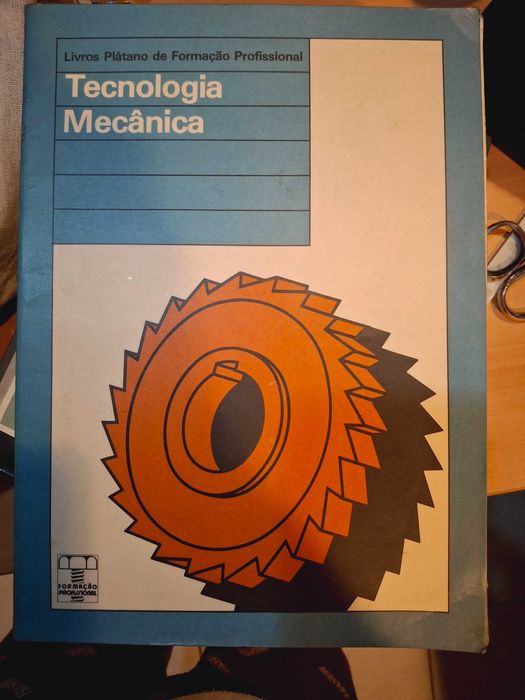 Livros Plátano de Formação Profissional
Tecnologia
Mecânica
FORMAÇÃO
PROFISSIONAL